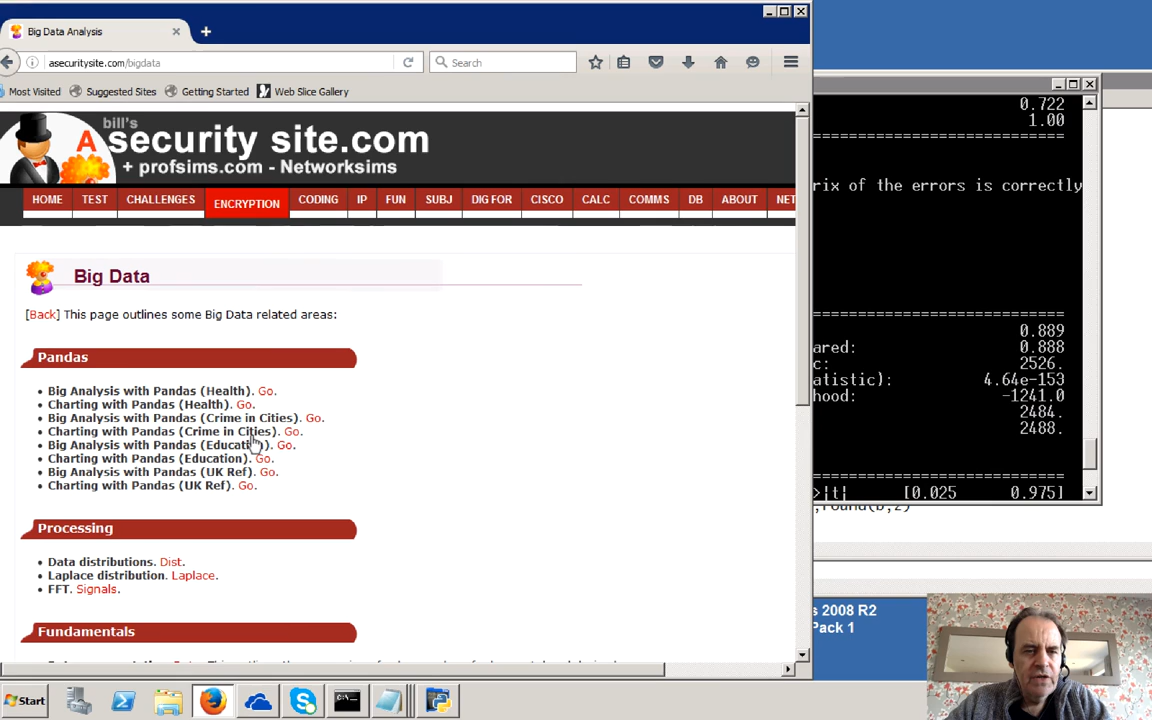 Big Data Analysis
asecuritysite.com/bigdata
Search
Most Visited Suggested Sites Getting Started Web Slice Gallery
bill's
A security site.com
+ profsims.com - Networksims
HOME TEST CHALLENGES ENCRYPTION CODING IP FUN SUBJ DIG FOR CISCO CALC COMMS DB ABOUT NET
Big Data
[Back] This page outlines some Big Data related areas:
Pandas
• Big Analysis with Pandas (Health). Go.
• Charting with Pandas (Health). Go.
• Big Analysis with Pandas (Crime in Cities). Go.
• Charting with Pandas (Crime in Cities). Go.
• Big Analysis with Pandas (Education). Go.
• Charting with Pandas (Education). Go.
• Big Analysis with Pandas (UK Ref). Go.
• Charting with Pandas (UK Ref). Go.
Processing
• Data distributions. Dist.
• Laplace distribution. Laplace.
• FFT. Signals.
Fundamentals
0.722
1.00
==============================
rix of the errors is correctly
==============================
0.889
ared: 0.888
c: 2526.
atistic): 4.64e-153
hood: -1241.0
2484.
2488.
==============================
>|t| [0.025 0.975]
s 2008 R2
Pack 1
Start